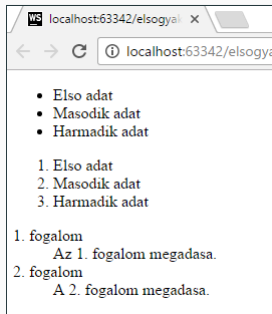 WS localhost:63342/elsogyal
localhost:63342/elsogya
• Elso adat
• Masodik adat
• Harmadik adat
1. Elso adat
2. Masodik adat
3. Harmadik adat
1. fogalom
Az 1. fogalom megadasa.
2. fogalom
A 2. fogalom megadasa.